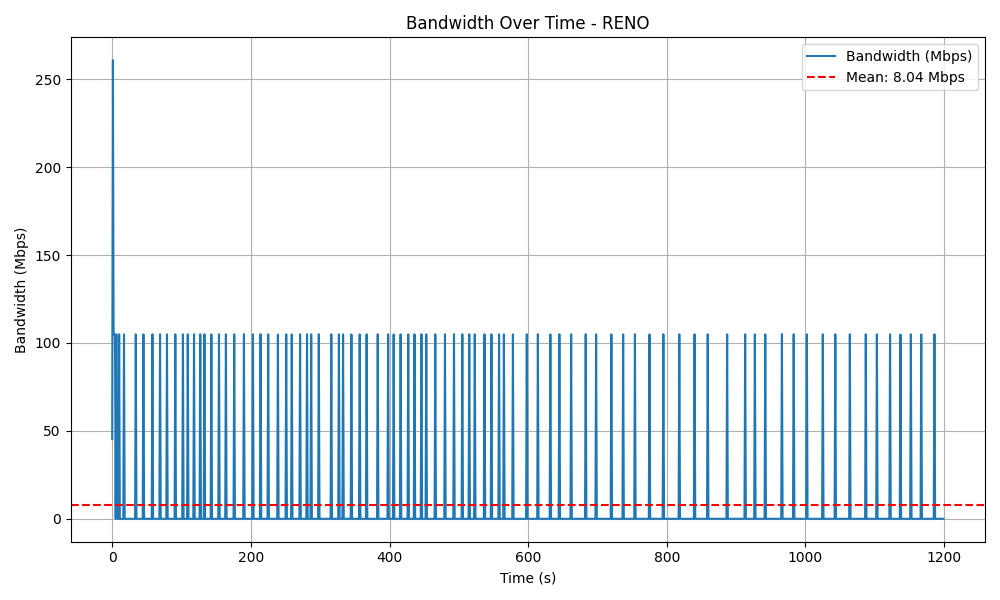 Bandwidth Over Time - RENO
Bandwidth (Mbps)
Mean: 8.04 Mbps
Bandwidth (Mbps)
250
200
150
100
50
0
0 200 400 600 800 1000 1200
Time (s)